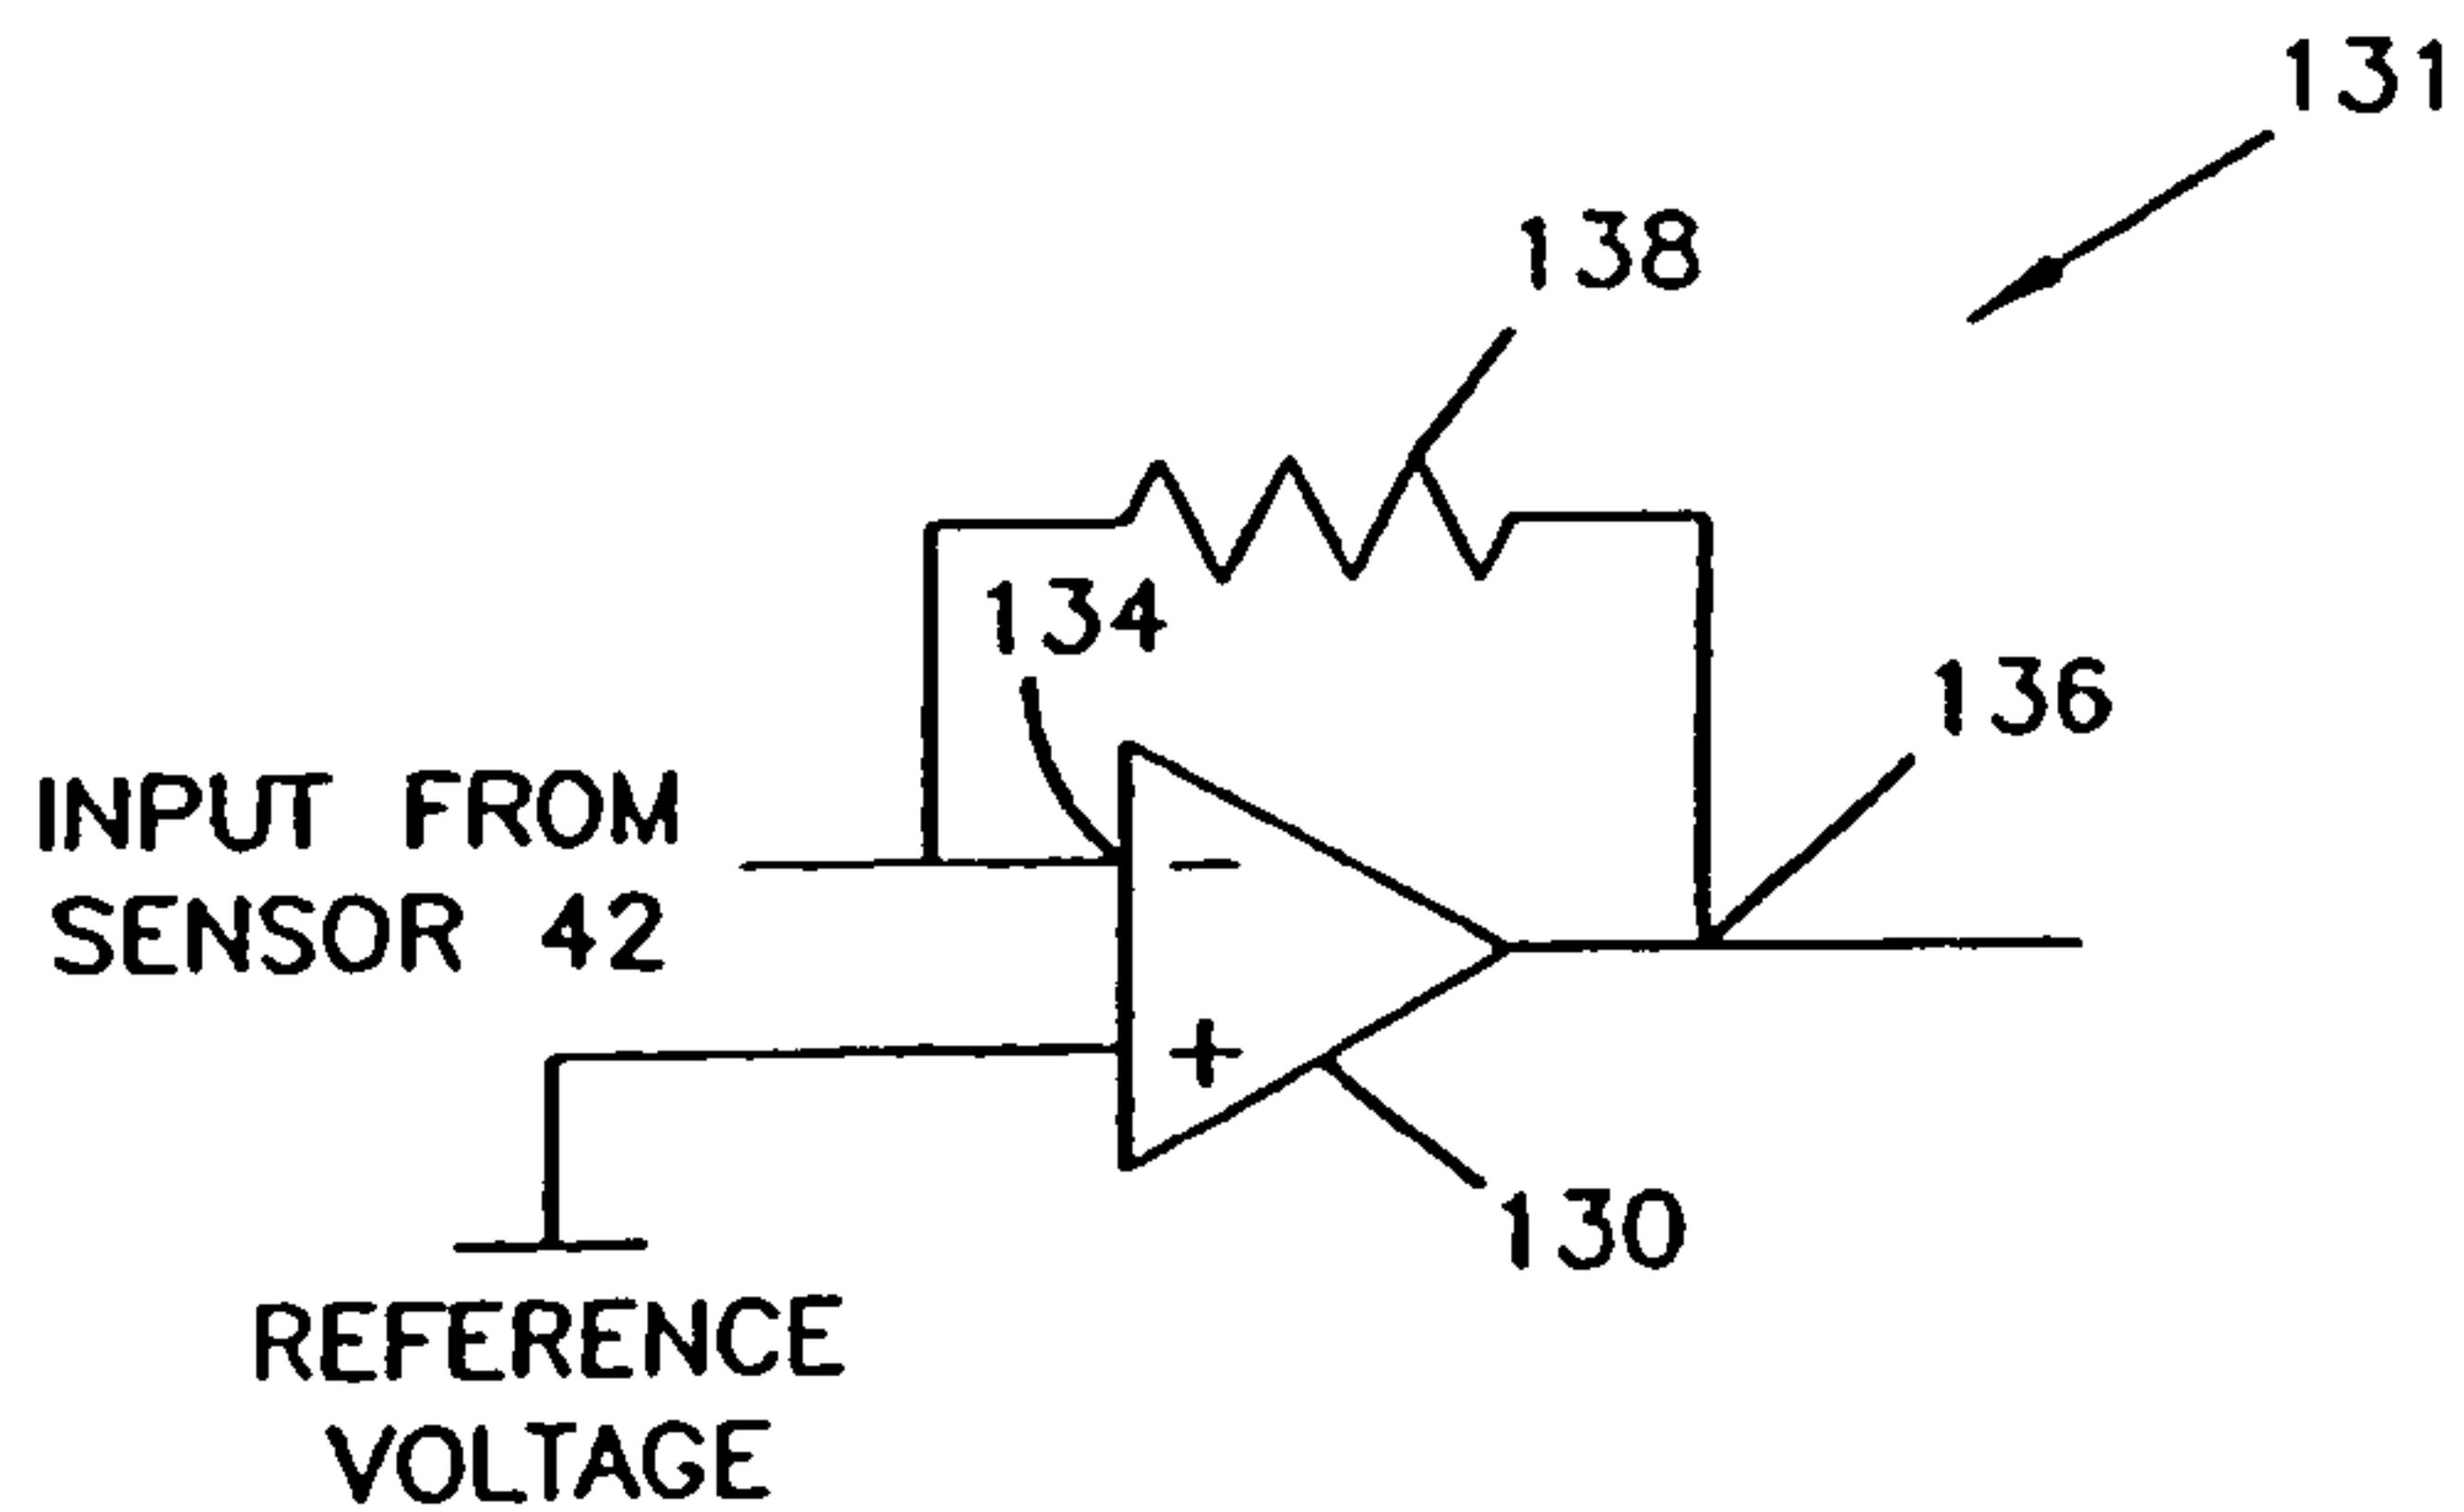 131
138
134
136
INPUT FROM
SENSOR 42
-
+
130
REFERENCE
VOLTAGE